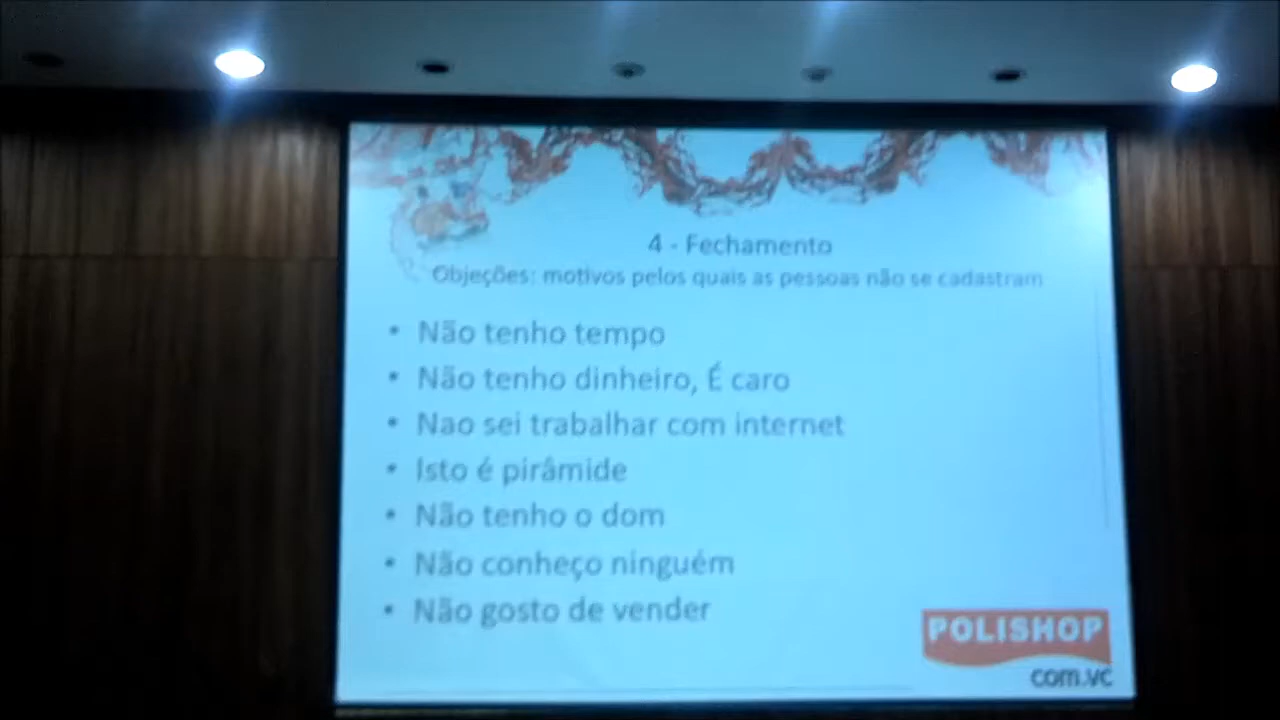 4 - Fechamento
Objeções: motivos pelos quais as pessoas não se cadastram
• Não tenho tempo
• Não tenho dinheiro, É caro
• Nao sei trabalhar com internet
• Isto é pirâmide
• Não tenho o dom
• Não conheço ninguém
• Não gosto de vender
POLISHOP
com.vc